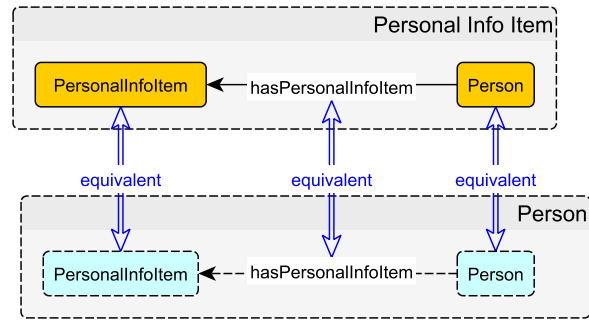 Personal Info Item
PersonalInfoItem
hasPersonalInfoItem
Person
equivalent
equivalent
equivalent
Person
PersonalInfoItem
hasPersonalInfoItem
Person